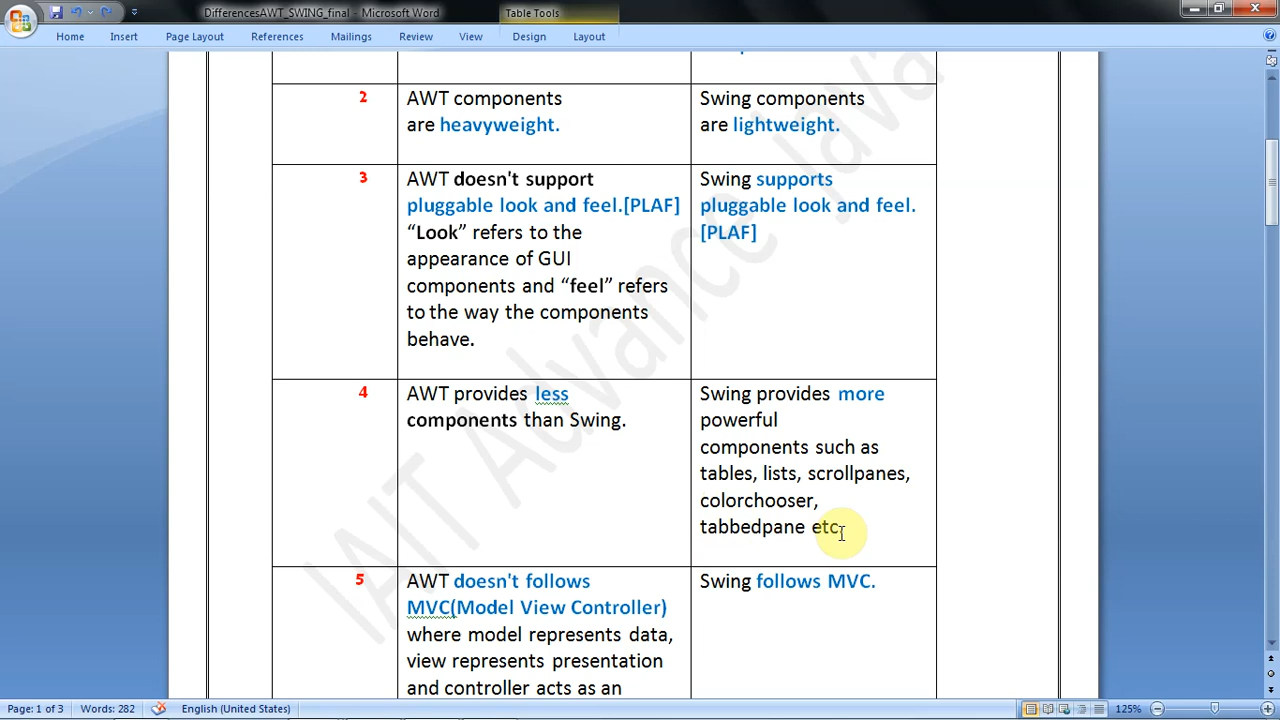 DifferencesAWT_SWING_final - Microsoft Word
Table Tools
Home
Insert
Page Layout
References
Mailings
Review
View
Design
Layout
2
AWT components
are heavyweight.
Swing components
are lightweight.
3
AWT doesn't support
pluggable look and feel.[PLAF]
“Look” refers to the
appearance of GUI
components and “feel” refers
to the way the components
behave.
Swing supports
pluggable look and feel.
[PLAF]
4
AWT provides less
components than Swing.
Swing provides more
powerful
components such as
tables, lists, scrollpanes,
colorchooser,
tabbedpane etc.
5
AWT doesn't follows
MVC(Model View Controller)
where model represents data,
view represents presentation
and controller acts as an
Swing follows MVC.
IAIT Advance Java
Page: 1 of 3
Words: 282
English (United States)
125%